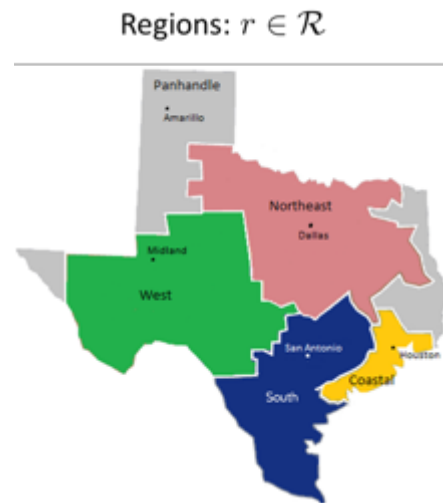 Regions: r ∈ ℛ
Panhandle
Amarillo
Northeast
Dallas
Midland
West
San Antonio
Houston
Coastal
South